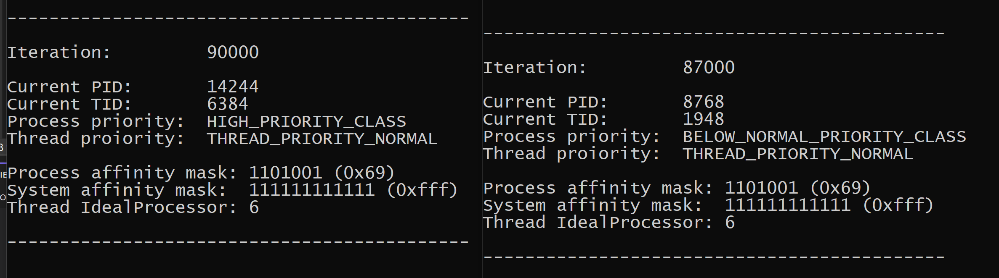 --------------------------------------------
Iteration: 90000
Current PID: 14244
Current TID: 6384
Process priority: HIGH_PRIORITY_CLASS
Thread proiority: THREAD_PRIORITY_NORMAL
Process affinity mask: 1101001 (0x69)
System affinity mask: 111111111111 (0xfff)
Thread IdealProcessor: 6
--------------------------------------------
--------------------------------------------
Iteration: 87000
Current PID: 8768
Current TID: 1948
Process priority: BELOW_NORMAL_PRIORITY_CLASS
Thread proiority: THREAD_PRIORITY_NORMAL
Process affinity mask: 1101001 (0x69)
System affinity mask: 111111111111 (0xfff)
Thread IdealProcessor: 6
--------------------------------------------